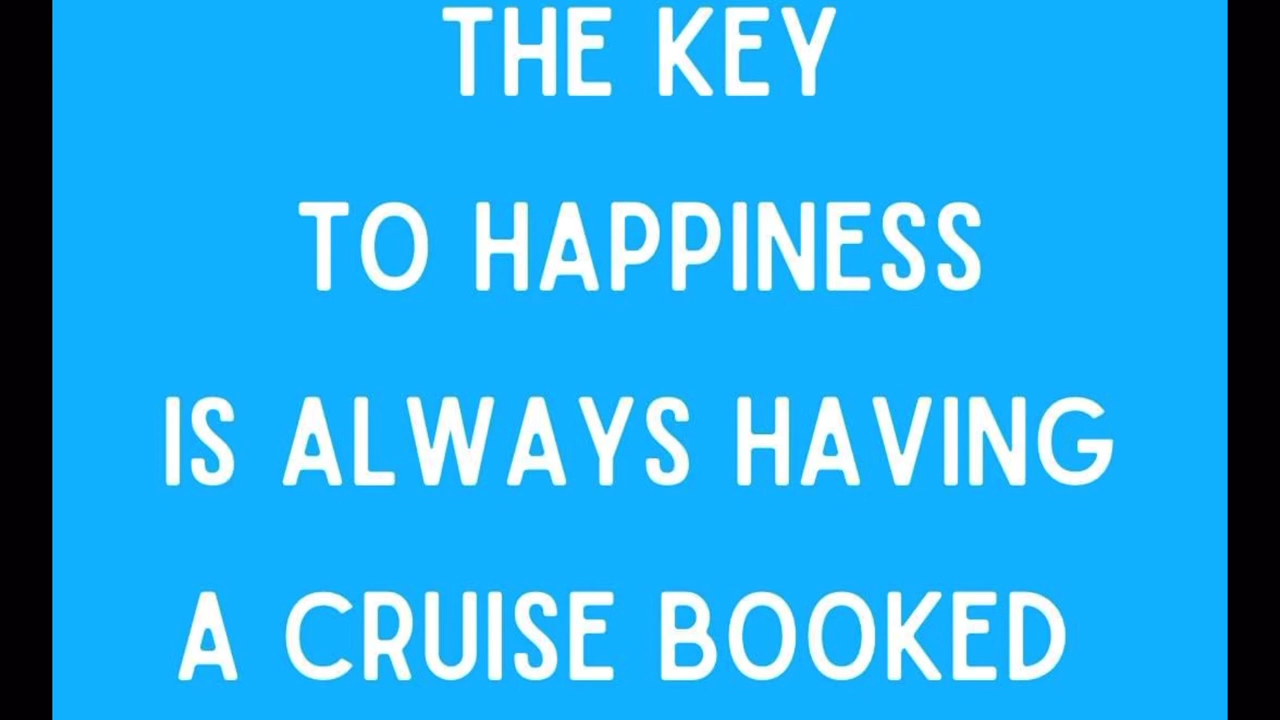 THE KEY
TO HAPPINESS
IS ALWAYS HAVING
A CRUISE BOOKED